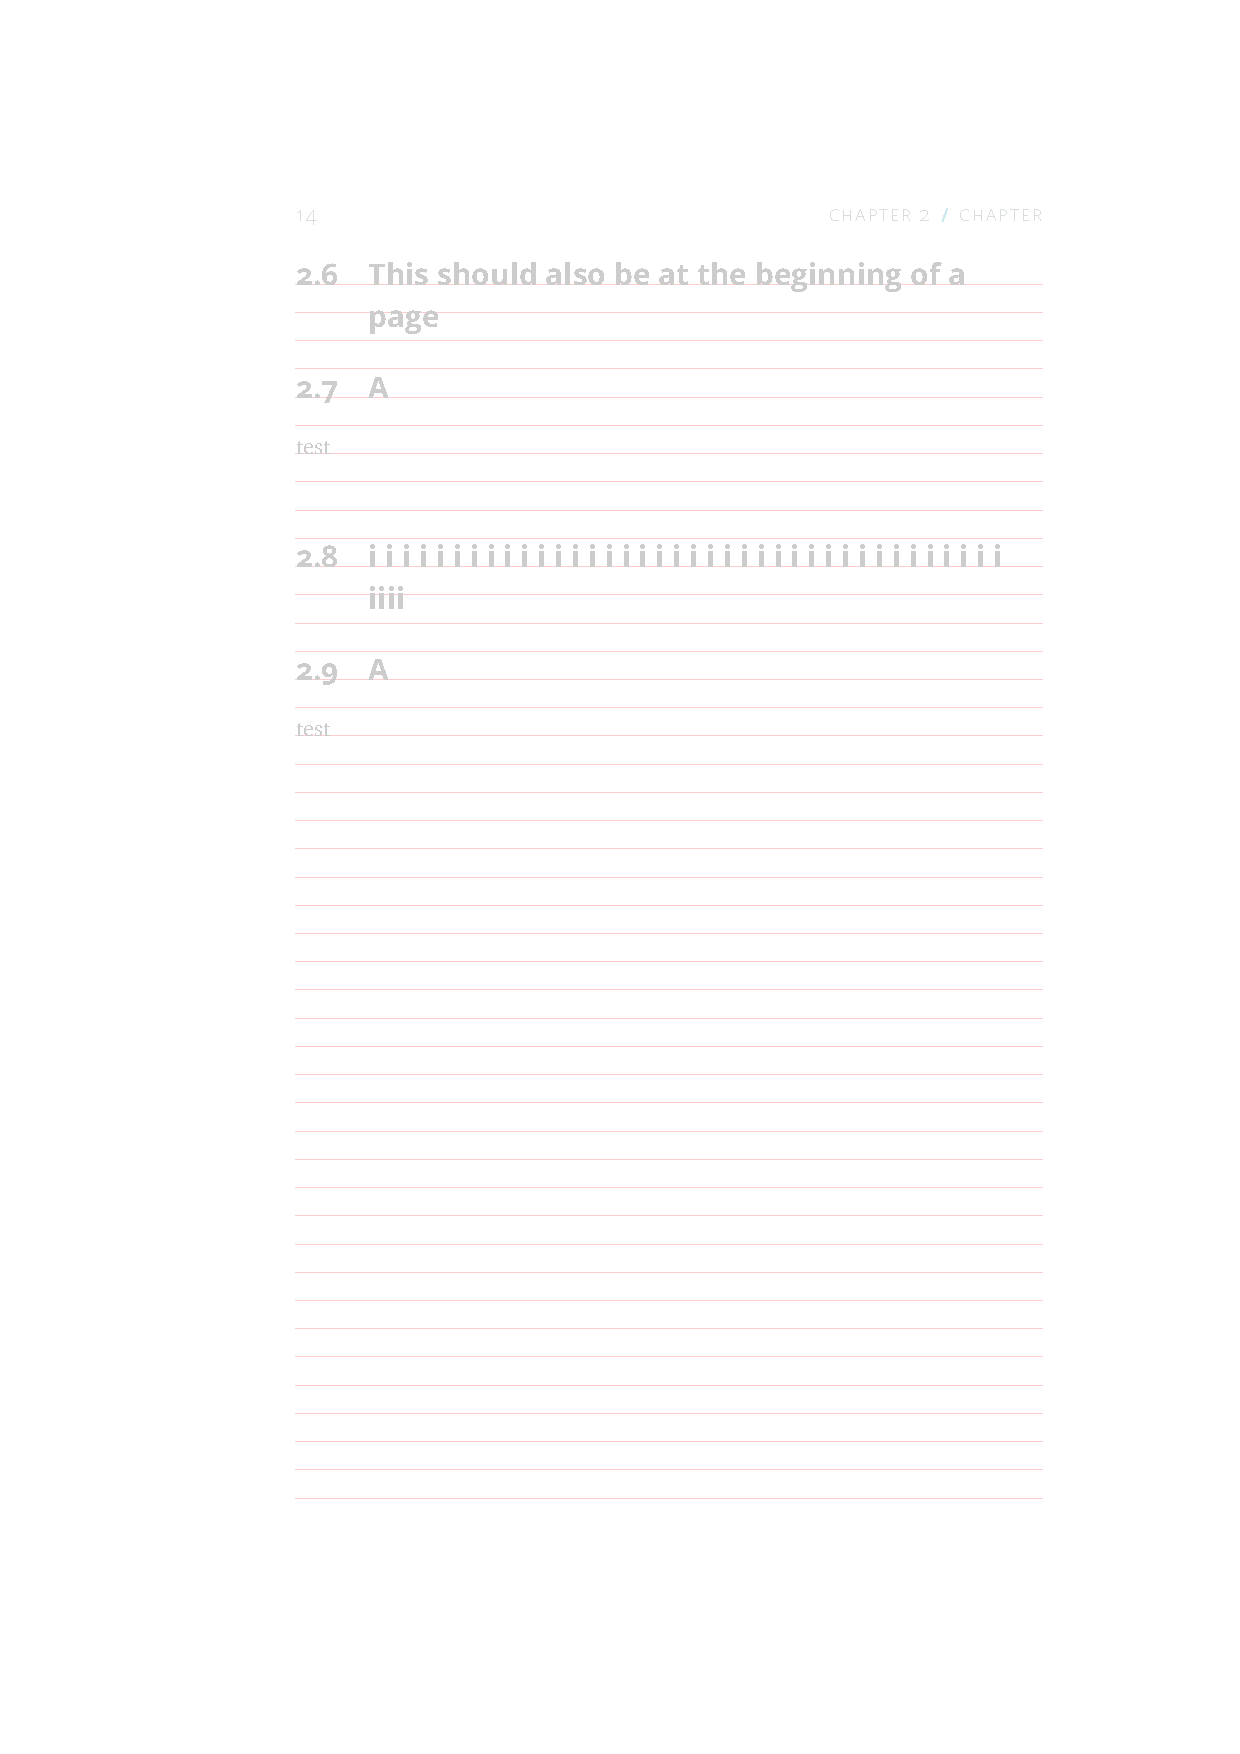 14 CHAPTER 2 / CHAPTER
2.6 This should also be at the beginning of a
page
2.7 A
test
2.8 i i i i i i i i i i i i i i i i i i i i i i i i i i i i i i i i i i i i i i
iiii
2.9 A
test